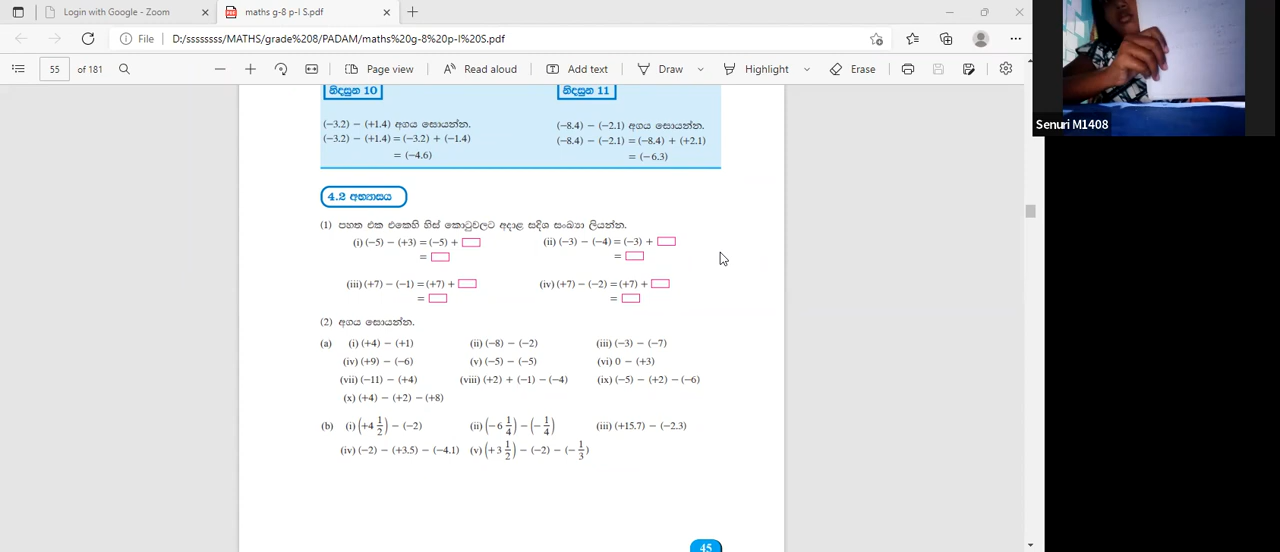 Login with Google - Zoom
maths g-8 p-I S.pdf
File
D:/ssssssss/MATHS/grade%208/PADAM/maths%20g-8%20p-I%20S.pdf
55 of 181
Page view
Read aloud
Add text
Draw
Highlight
Erase
Senuri M1408
නිදසුන 10
නිදසුන 11
(−3.2) − (+1.4) අගය සොයන්න.
(−8.4) − (−2.1) අගය සොයන්න.
(−3.2) − (+1.4) = (−3.2) + (−1.4)
(−8.4) − (−2.1) = (−8.4) + (+2.1)
= (−4.6)
= (−6.3)
4.2 අභ්‍යාසය
(1) පහත එක එකෙහි හිස් කොටුවලට අදාළ සදිශ සංඛ්‍යා ලියන්න.
(i) (−5) − (+3) = (−5) +
(ii) (−3) − (−4) = (−3) +
=
=
(iii) (+7) − (−1) = (+7) +
(iv) (+7) − (−2) = (+7) +
=
=
(2) අගය සොයන්න.
(a) (i) (+4) − (+1) (ii) (−8) − (−2) (iii) (−3) − (−7)
(iv) (+9) − (−6) (v) (−5) − (−5) (vi) 0 − (+3)
(vii) (−11) − (+4) (viii) (+2) + (−1) − (−4) (ix) (−5) − (+2) − (−6)
(x) (+4) − (+2) − (+8)
(b) (i) (+4 1/2) − (−2) (ii) (−6 1/4) − (−1/4) (iii) (+15.7) − (−2.3)
(iv) (−2) − (+3.5) − (−4.1) (v) (+3 1/2) − (−2) − (−1/3)
45